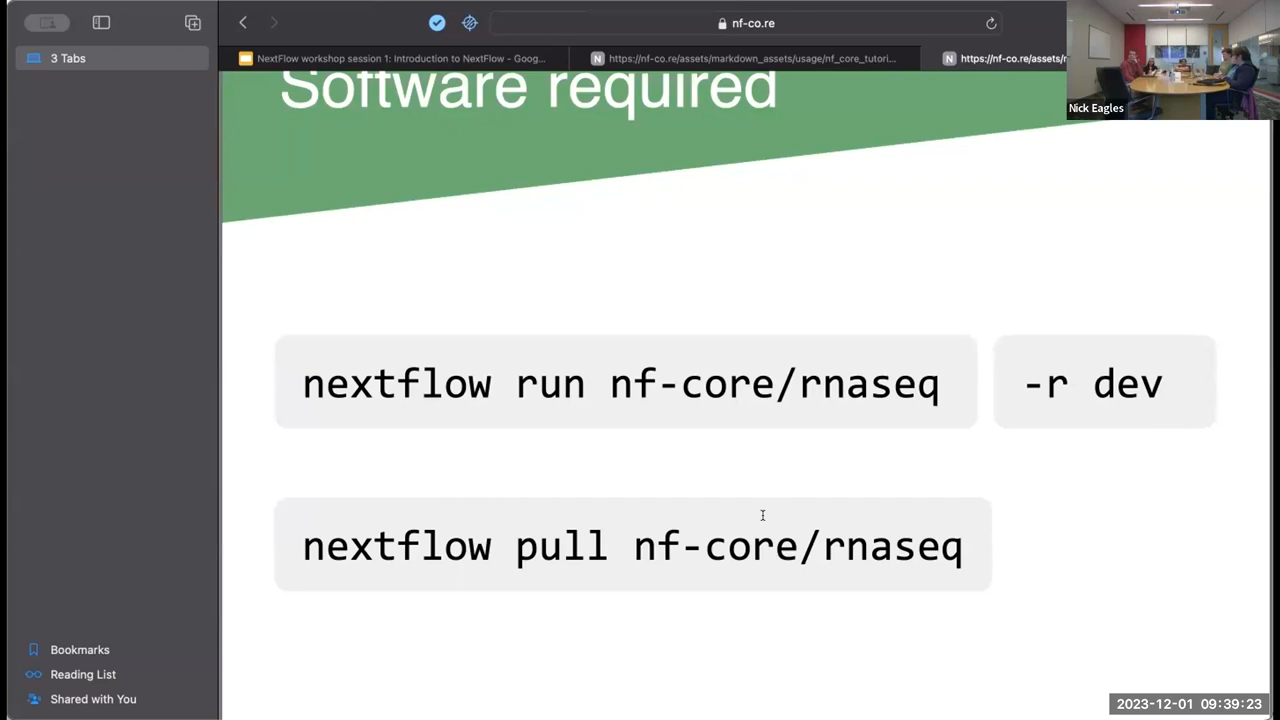 nf-co.re
3 Tabs
NextFlow workshop session 1: Introduction to NextFlow - Goog...
https://nf-co.re/assets/markdown_assets/usage/nf_core_tutori...
https://nf-co.re/assets/
Nick Eagles
Software required
nextflow run nf-core/rnaseq
-r dev
nextflow pull nf-core/rnaseq
Bookmarks
Reading List
Shared with You
2023-12-01 09:39:23